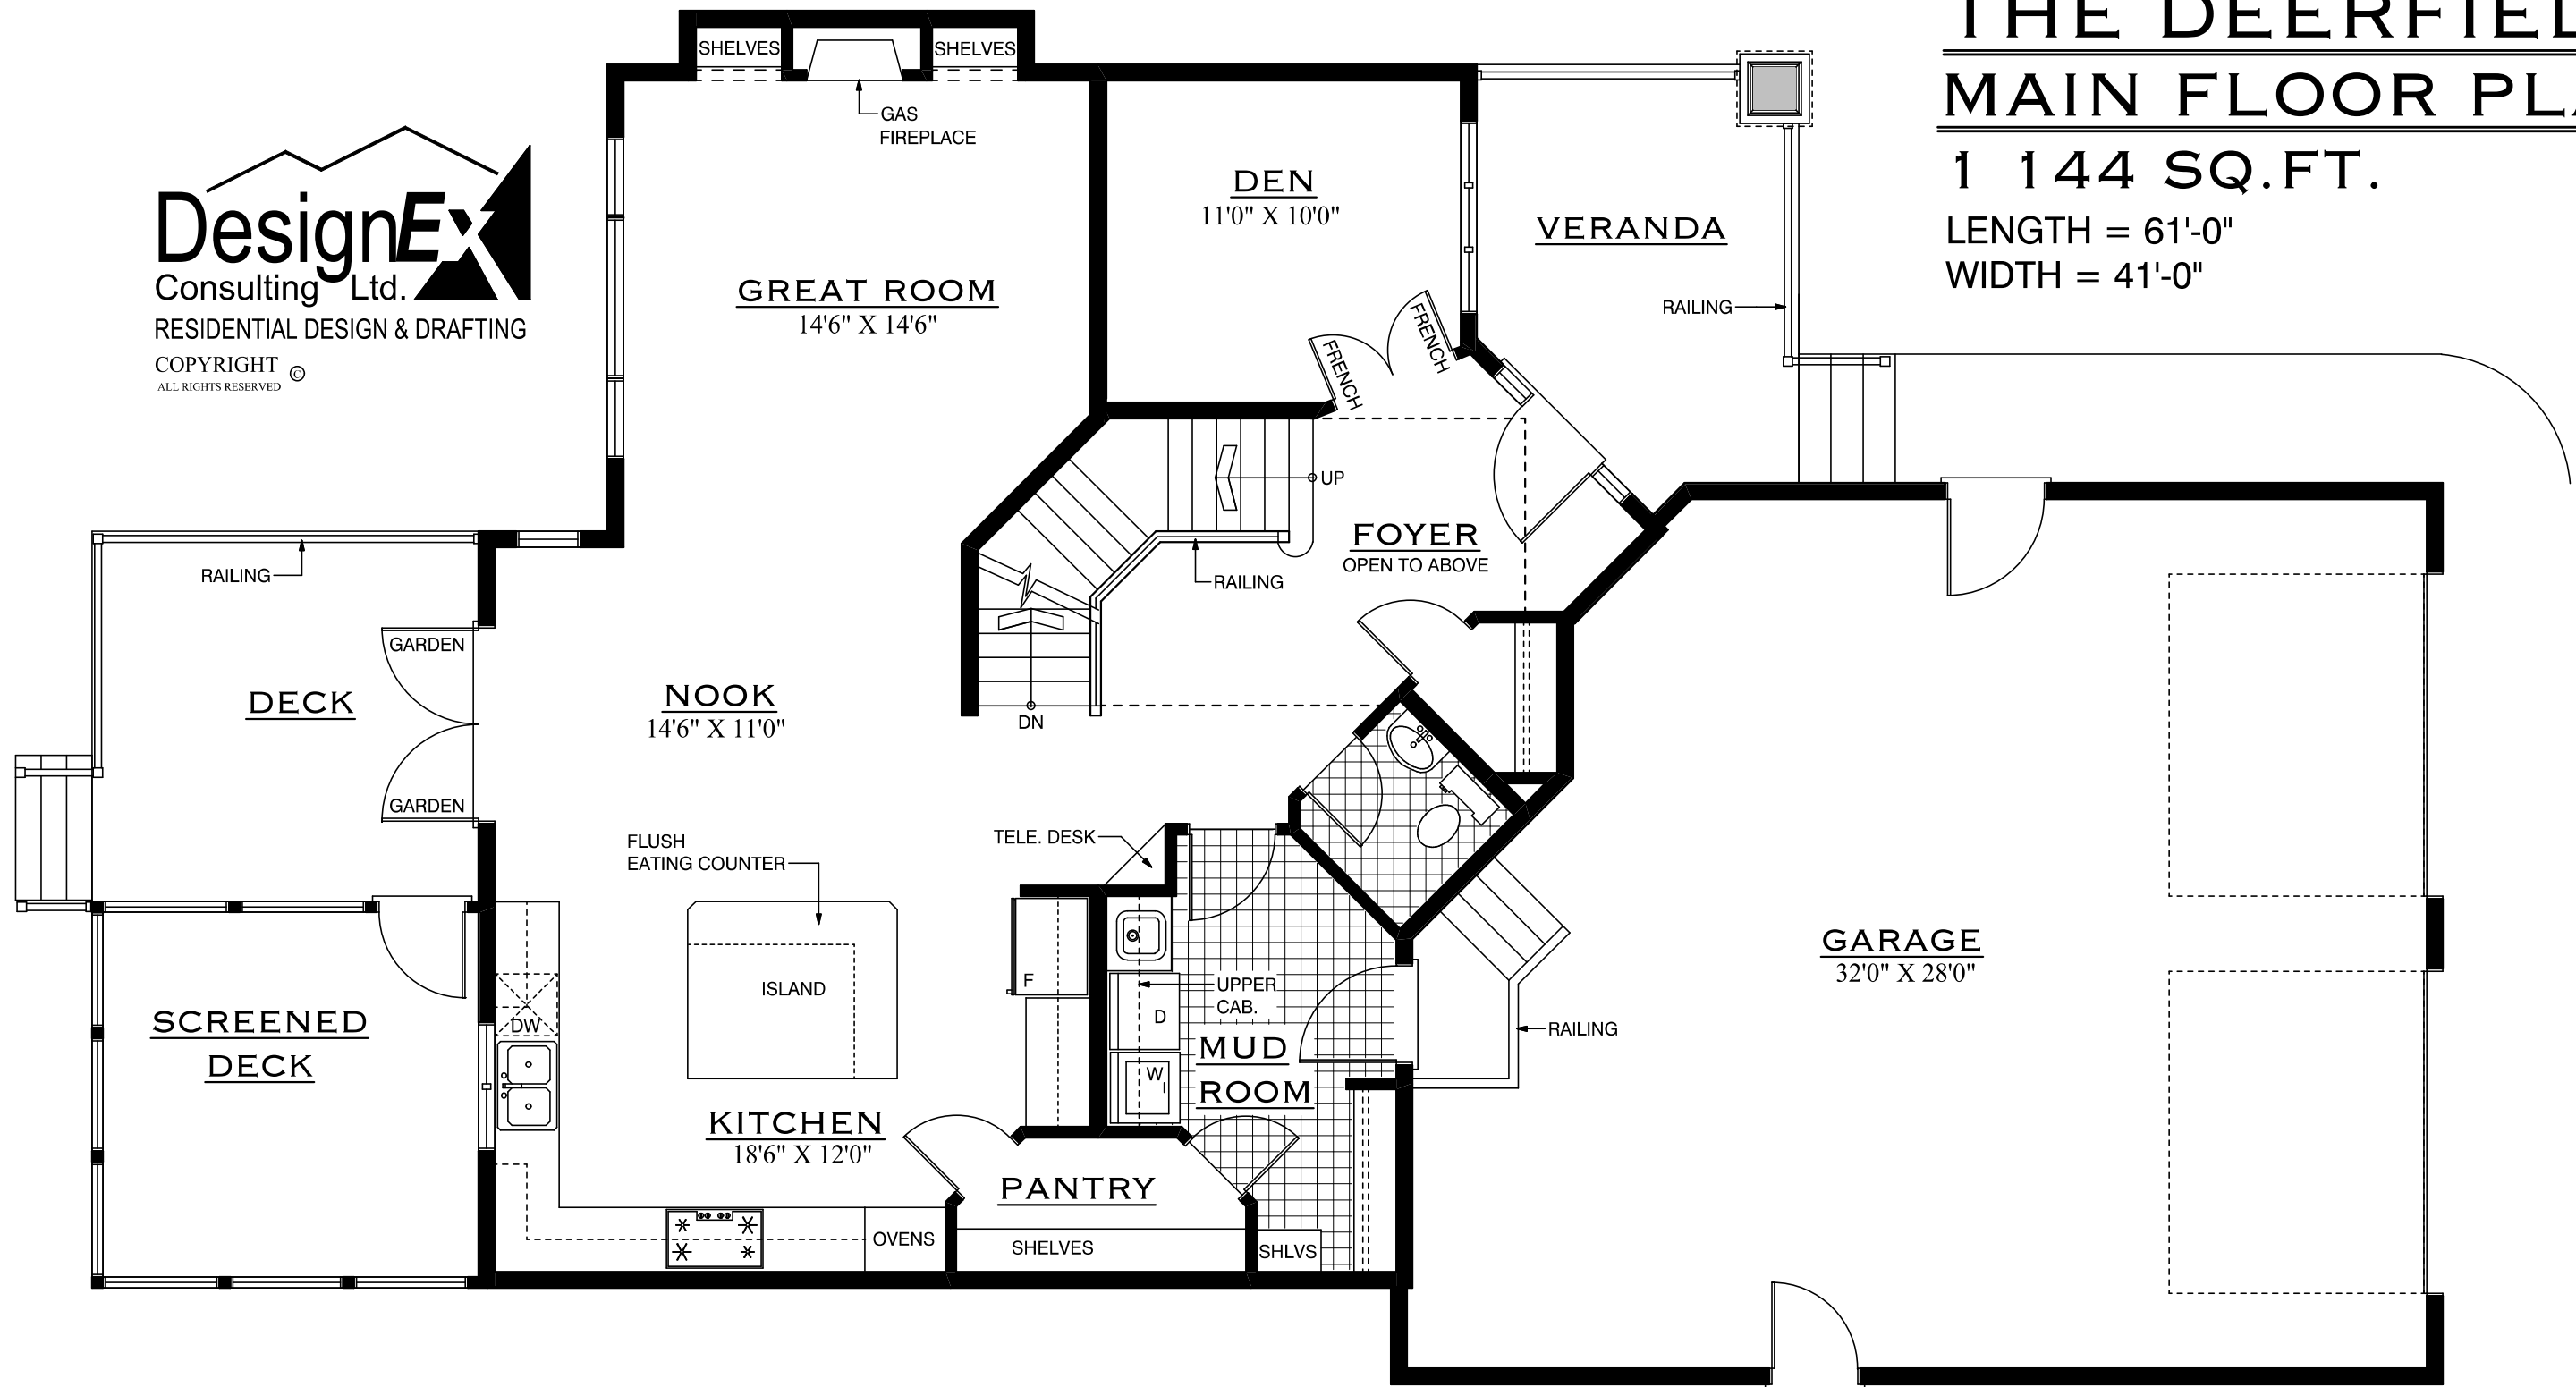 THE DEERFIEL
MAIN FLOOR PLA
1 144 SQ.FT.
LENGTH = 61'-0"
WIDTH = 41'-0"
DesignEx
Consulting Ltd.
RESIDENTIAL DESIGN & DRAFTING
COPYRIGHT ©
ALL RIGHTS RESERVED
SHELVES
SHELVES
GAS
FIREPLACE
GREAT ROOM
14'6" X 14'6"
DEN
11'0" X 10'0"
FRENCH
FRENCH
VERANDA
RAILING
UP
FOYER
OPEN TO ABOVE
RAILING
DN
RAILING
DECK
GARDEN
GARDEN
NOOK
14'6" X 11'0"
FLUSH
EATING COUNTER
TELE. DESK
ISLAND
F
DW
SCREENED
DECK
KITCHEN
18'6" X 12'0"
OVENS
PANTRY
SHELVES
UPPER
CAB.
D
W
MUD
ROOM
SHLVS
RAILING
GARAGE
32'0" X 28'0"